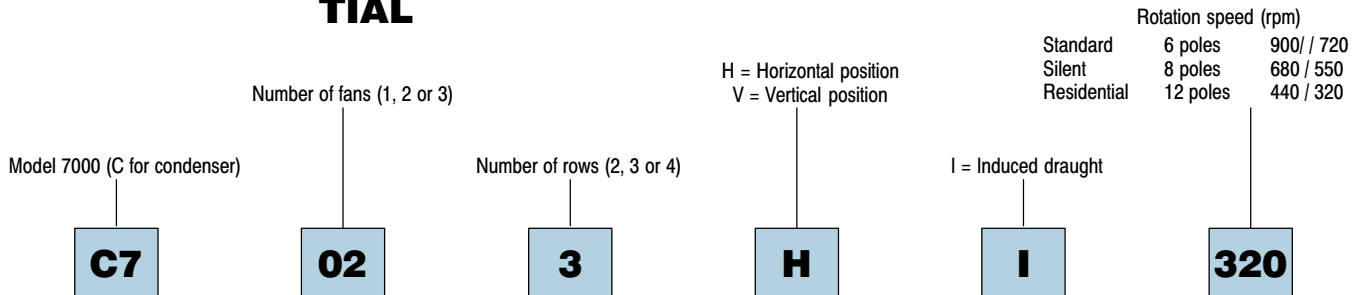 TIAL
Rotation speed (rpm)
Standard 6 poles 900/ / 720
Silent 8 poles 680 / 550
Residential 12 poles 440 / 320
H = Horizontal position
V = Vertical position
Number of fans (1, 2 or 3)
Model 7000 (C for condenser)
Number of rows (2, 3 or 4)
I = Induced draught
C7 02 3 H I 320